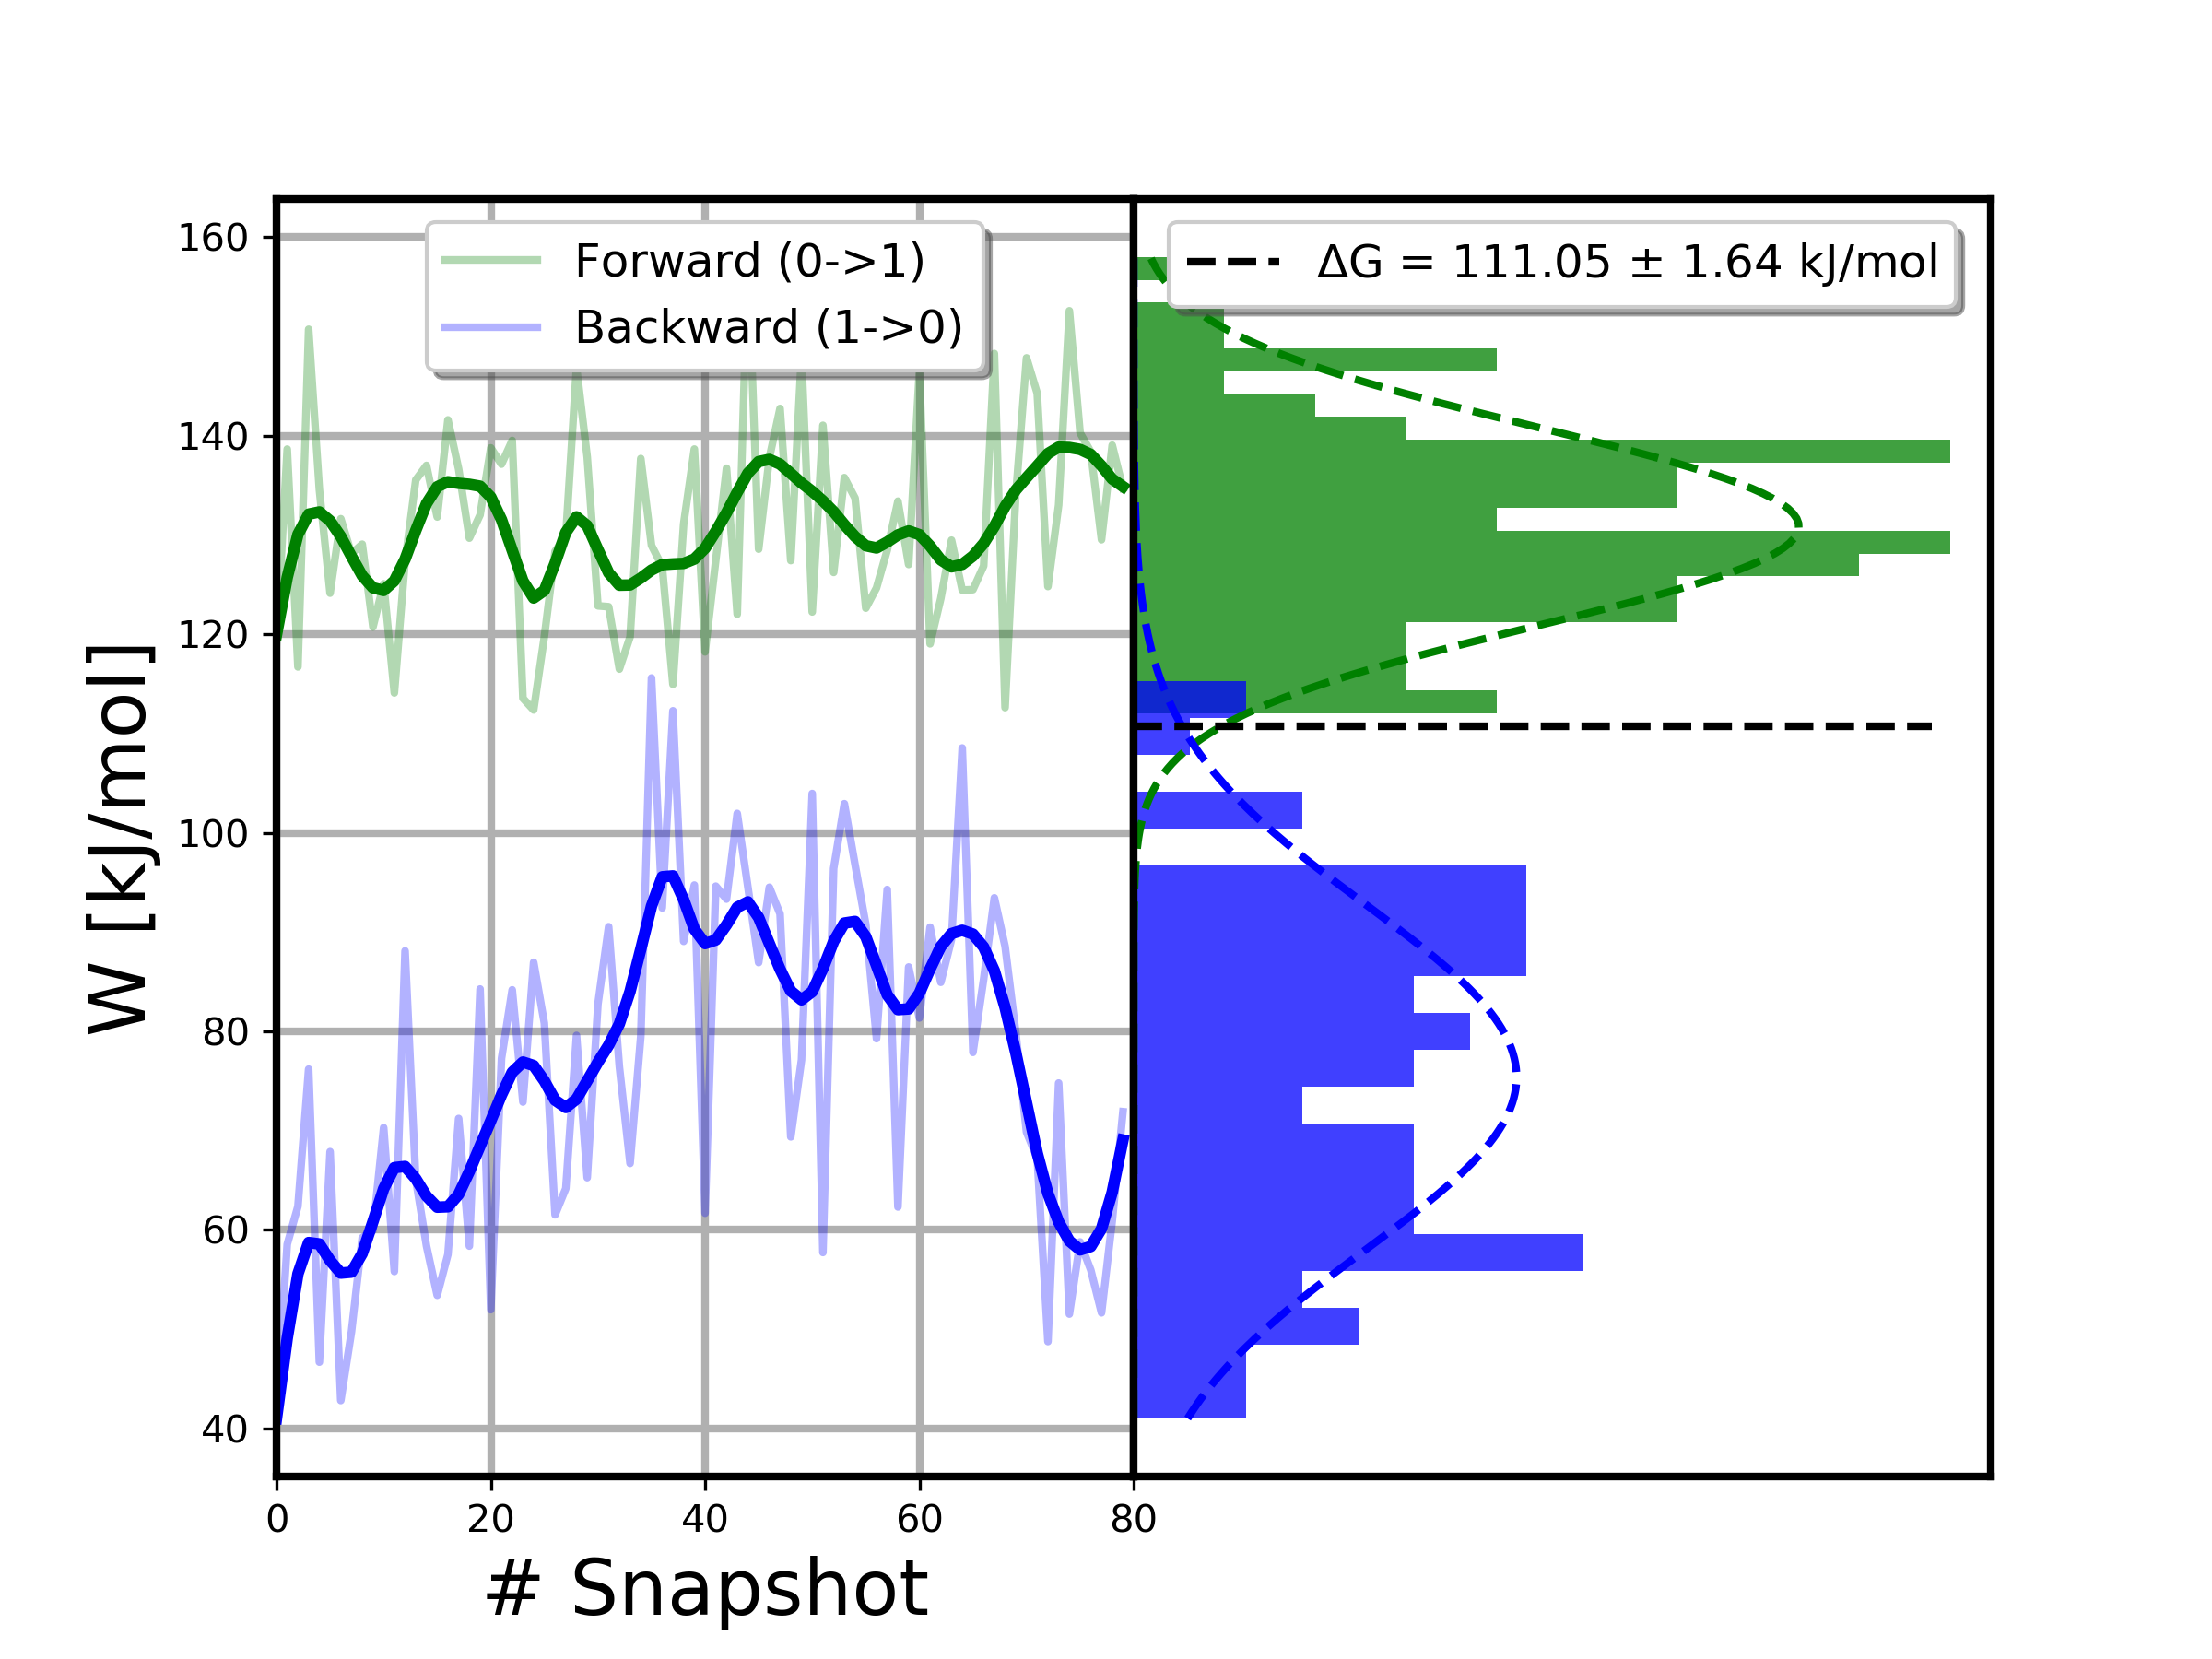 Forward (0->1)
Backward (1->0)
ΔG = 111.05 ± 1.64 kJ/mol
W [kJ/mol]
160
140
120
100
80
60
40
0 20 40 60 80
# Snapshot